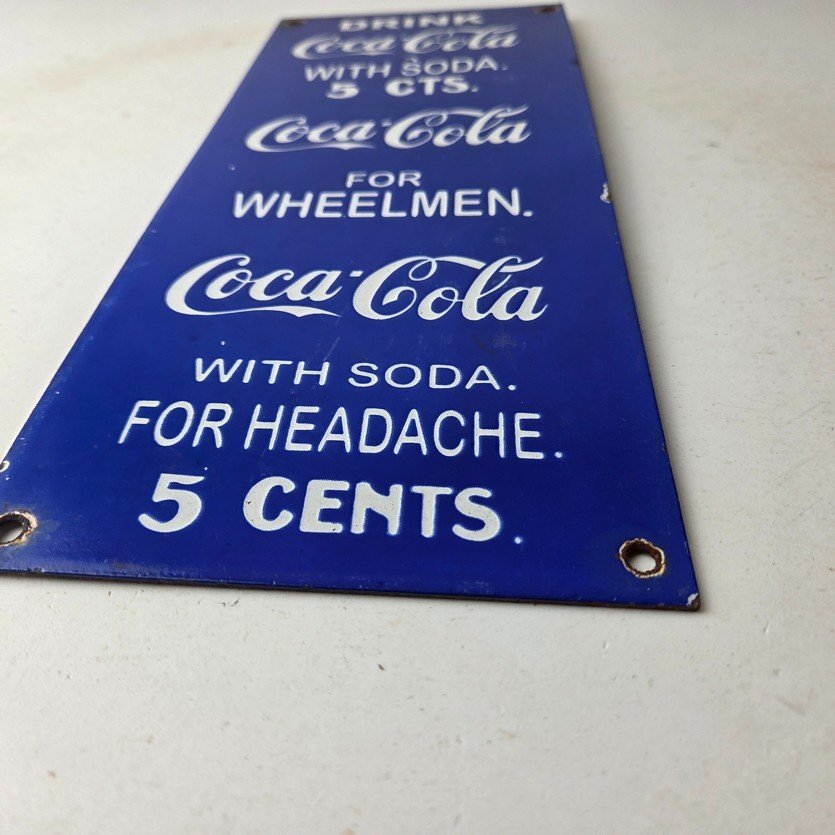 DRINK
Coca-Cola
WITH SODA.
5 CTS.
Coca-Cola
FOR
WHEELMEN.
Coca-Cola
WITH SODA.
FOR HEADACHE.
5 CENTS.